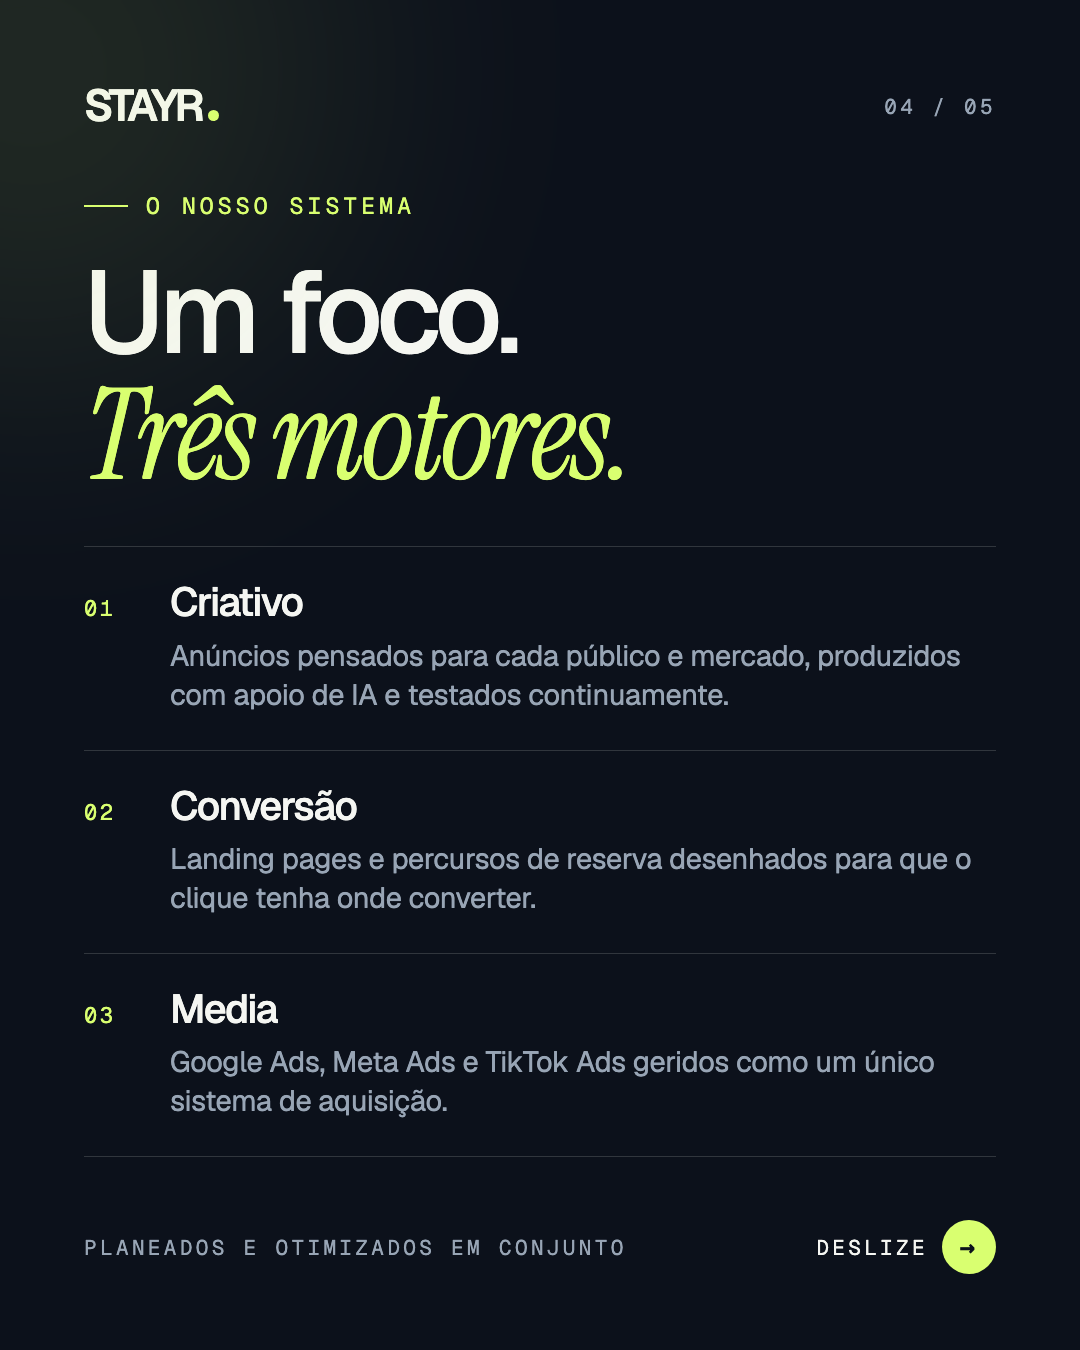 STAYR.
04 / 05
O NOSSO SISTEMA
Um foco.
Três motores.
01
Criativo
Anúncios pensados para cada público e mercado, produzidos
com apoio de IA e testados continuamente.
02
Conversão
Landing pages e percursos de reserva desenhados para que o
clique tenha onde converter.
03
Media
Google Ads, Meta Ads e TikTok Ads geridos como um único
sistema de aquisição.
PLANEADOS E OTIMIZADOS EM CONJUNTO
DESLIZE →